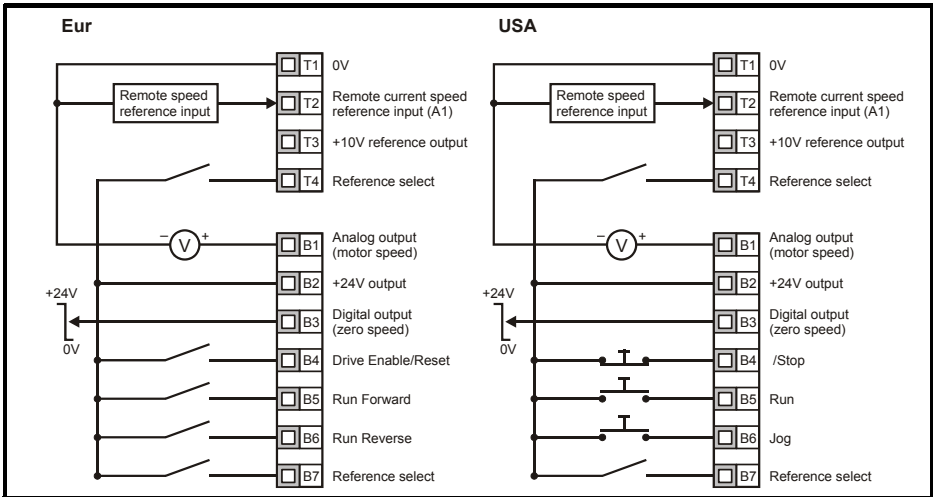 Eur
T1 0V
Remote speed
reference input
T2 Remote current speed
reference input (A1)
T3 +10V reference output
T4 Reference select
– V +
B1 Analog output
(motor speed)
B2 +24V output
+24V
0V
B3 Digital output
(zero speed)
B4 Drive Enable/Reset
B5 Run Forward
B6 Run Reverse
B7 Reference select
USA
T1 0V
Remote speed
reference input
T2 Remote current speed
reference input (A1)
T3 +10V reference output
T4 Reference select
– V +
B1 Analog output
(motor speed)
B2 +24V output
+24V
0V
B3 Digital output
(zero speed)
B4 /Stop
B5 Run
B6 Jog
B7 Reference select